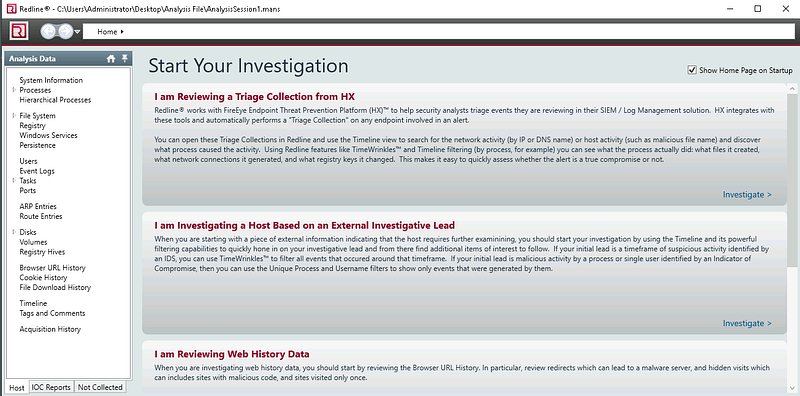 Redline® - C:\Users\Administrator\Desktop\Analysis File\AnalysisSession1.mans
R
Home
Analysis Data
System Information
Processes
Hierarchical Processes
File System
Registry
Windows Services
Persistence
Users
Event Logs
Tasks
Ports
ARP Entries
Route Entries
Disks
Volumes
Registry Hives
Browser URL History
Cookie History
File Download History
Timeline
Tags and Comments
Acquisition History
Host
IOC Reports
Not Collected
Start Your Investigation
Show Home Page on Startup
I am Reviewing a Triage Collection from HX
Redline® works with FireEye Endpoint Threat Prevention Platform (HX)™ to help security analysts triage events they are reviewing in their SIEM / Log Management solution. HX integrates with
these tools and automatically performs a "Triage Collection" on any endpoint involved in an alert.
You can open these Triage Collections in Redline and use the Timeline view to search for the network activity (by IP or DNS name) or host activity (such as malicious file name) and discover
what process caused the activity. Using Redline features like TimeWrinkles™ and Timeline filtering (by process, for example) you can see what the process actually did: what files it created,
what network connections it generated, and what registry keys it changed. This makes it easy to quickly assess whether the alert is a true compromise or not.
Investigate >
I am Investigating a Host Based on an External Investigative Lead
When you are starting with a piece of external information indicating that the host requires further examinining, you should start your investigation by using the Timeline and its powerful
filtering capabilities to quickly hone in on your investigative lead and from there find additional items of interest to follow. If your initial lead is a timeframe of suspicious activity identified by
an IDS, you can use TimeWrinkles™ to filter all events that occured around that timeframe. If your initial lead is malicious activity by a process or single user identified by an Indicator of
Compromise, then you can use the Unique Process and Username filters to show only events that were generated by them.
Investigate >
I am Reviewing Web History Data
When you are investigating web history data, you should start by reviewing the Browser URL History. In particular, review redirects which can lead to a malware server, and hidden visits which
can includes sites with malicious code, and sites visited only once.